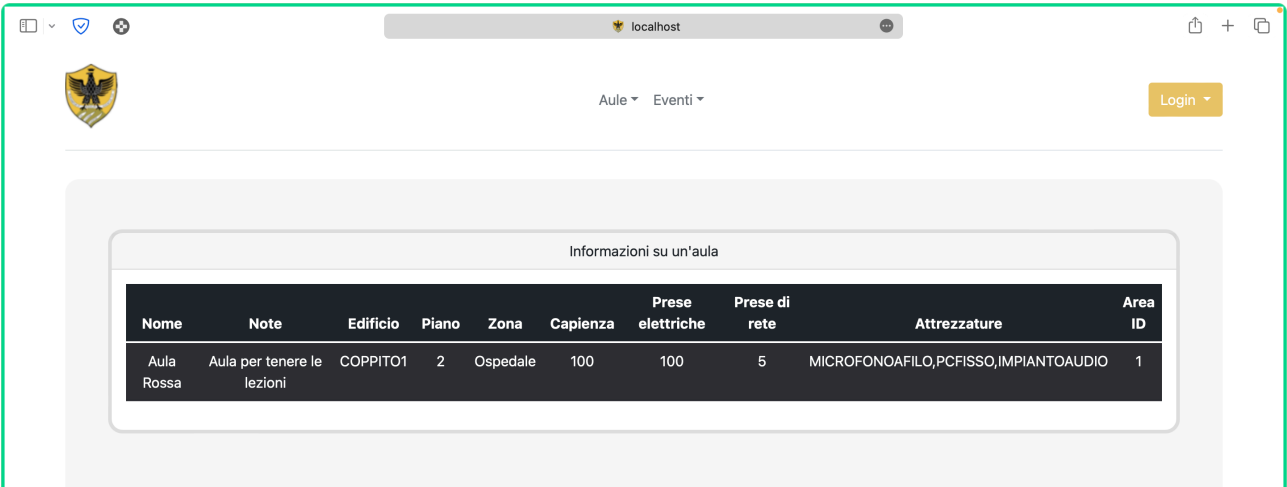 localhost
Aule Eventi
Login
Informazioni su un'aula
Nome Note Edificio Piano Zona Capienza Prese elettriche Prese di rete Attrezzature Area ID
Aula Rossa Aula per tenere le lezioni COPPITO1 2 Ospedale 100 100 5 MICROFONOAFILO,PCFISSO,IMPIANTOAUDIO 1